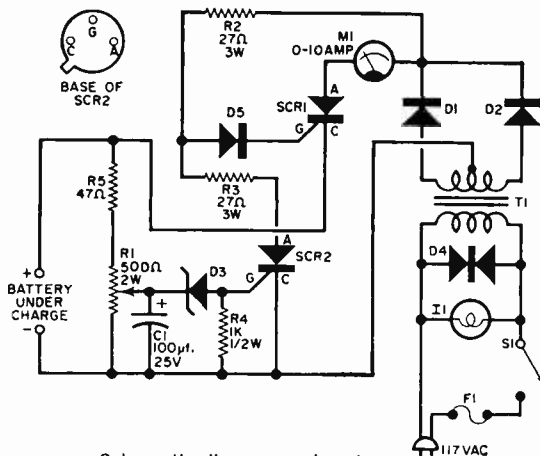 G
C
A
BASE OF
SCR2
R2
27Ω
3W
M1
0-10AMP
A
SCR1
G
C
D5
D1
D2
R5
47Ω
R3
27Ω
3W
T1
A
SCR2
G
C
D4
R1
500Ω
2W
D3
+
BATTERY
UNDER
CHARGE
-
+
C1
100µf.
25V
R4
1K
1/2W
I1
S1
F1
117VAC